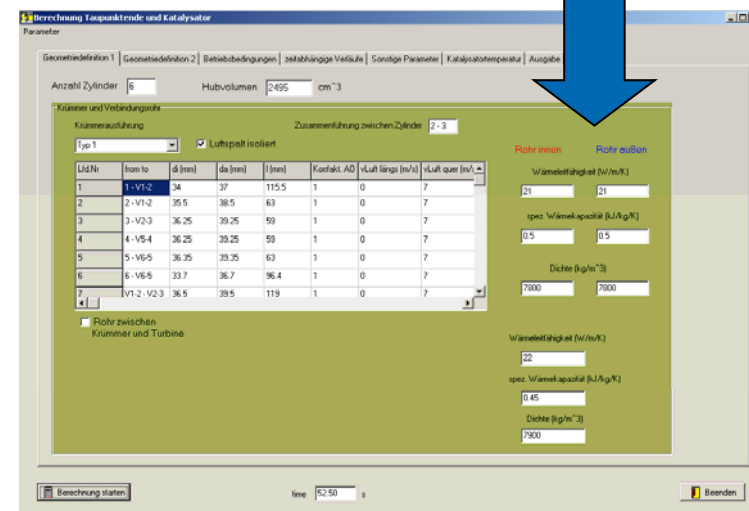 Berechnung Taupunktende und Katalysator
Parameter
Geometriedefinition 1 Geometriedefinition 2 Betriebsbedingungen zeitabhängige Verläufe Sonstige Parameter Katalysatortemperatur Ausgabe
Anzahl Zylinder 6 Hubvolumen 2495 cm^3
Krümmer und Verbindungsrohr
Krümmerausführung Zusammenführung zwischen Zylinder 2 - 3
Typ 1 Luftspalt isoliert
Rohr innen Rohr außen
Lfd.Nr from to di (mm) da (mm) l (mm) Konfakt. AO vLuft längs (m/s) vLuft quer (m/s
1 1 - V1-2 34 37 115.5 1 0 7
2 2 - V1-2 35.5 38.5 63 1 0 7
3 3 - V2-3 36.25 39.25 59 1 0 7
4 4 - V5-4 36.25 39.25 59 1 0 7
5 5 - V6-5 36.35 39.35 63 1 0 7
6 6 - V6-5 33.7 36.7 96.4 1 0 7
7 V1-2 - V2-3 36.5 39.5 119 1 0 7
Wärmeleitfähigkeit (W/m/K)
21 21
spez. Wärmekapazität (kJ/kg/K)
0.5 0.5
Dichte (kg/m^3)
7800 7800
Rohr zwischen
Krümmer und Turbine
Wärmeleitfähigkeit (W/m/K)
22
spez. Wärmekapazität (kJ/kg/K)
0.45
Dichte (kg/m^3)
7900
Berechnung starten time 52.50 s Beenden